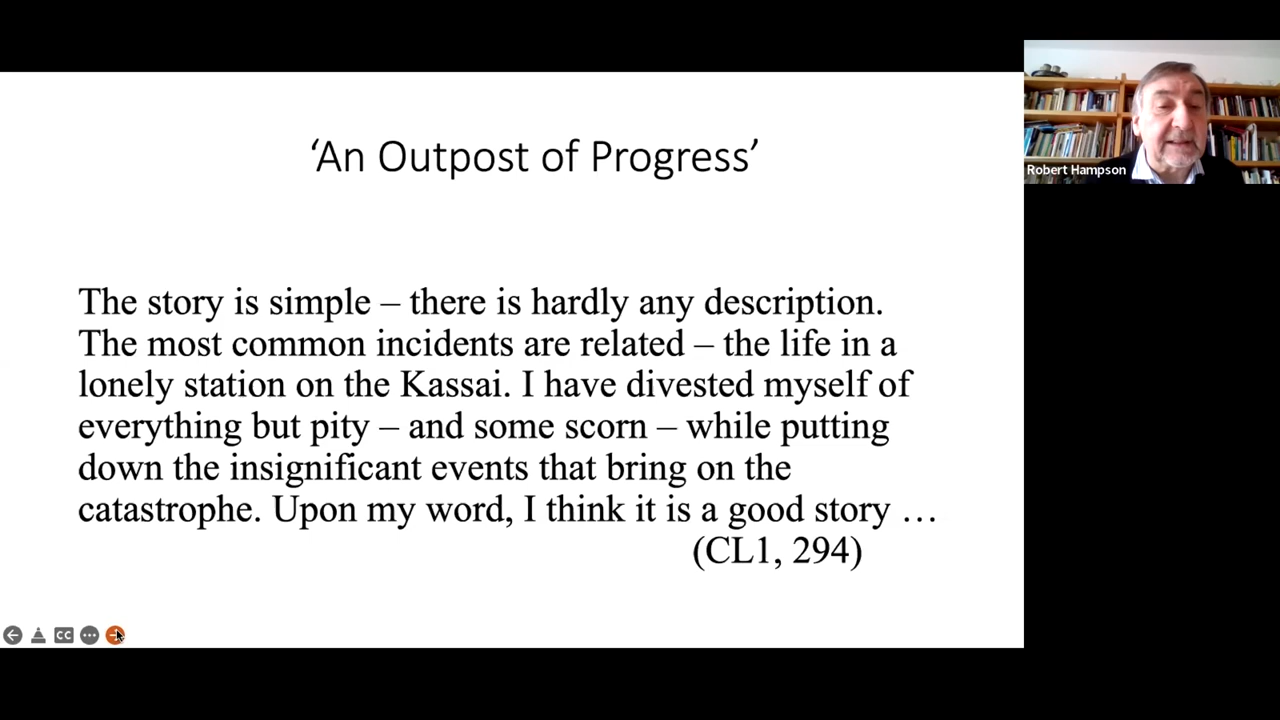 ‘An Outpost of Progress’
The story is simple – there is hardly any description.
The most common incidents are related – the life in a
lonely station on the Kassai. I have divested myself of
everything but pity – and some scorn – while putting
down the insignificant events that bring on the
catastrophe. Upon my word, I think it is a good story …
(CL1, 294)
Robert Hampson
CC